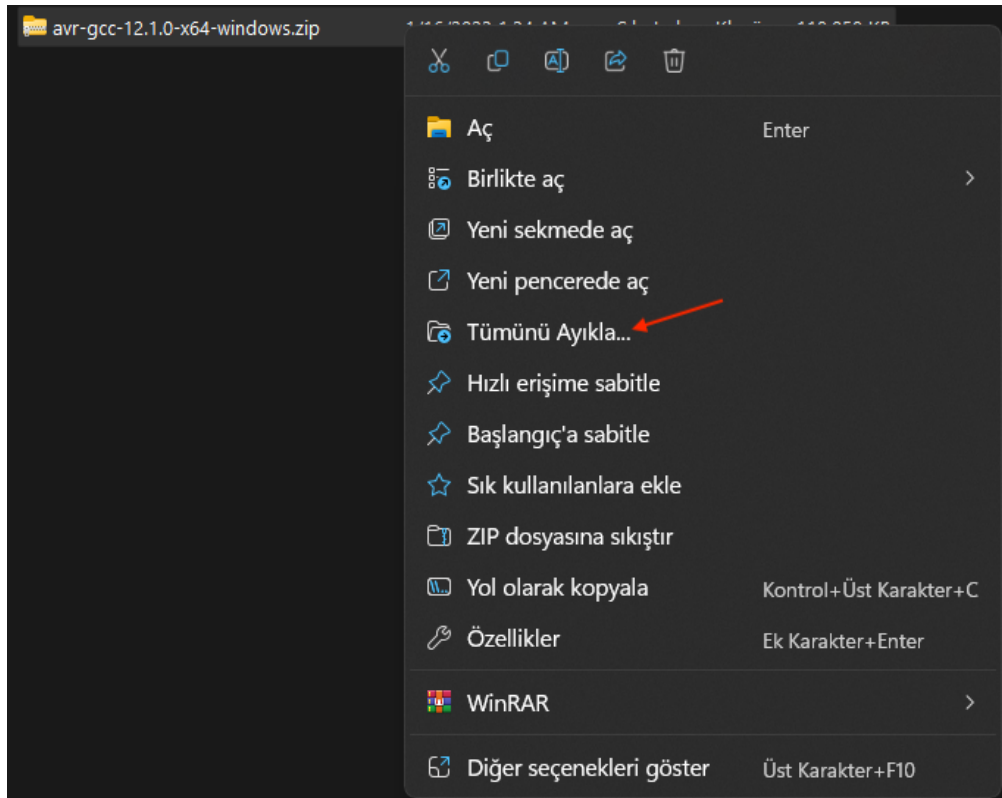 avr-gcc-12.1.0-x64-windows.zip
Aç Enter
Birlikte aç
Yeni sekmede aç
Yeni pencerede aç
Tümünü Ayıkla...
Hızlı erişime sabitle
Başlangıç'a sabitle
Sık kullanılanlara ekle
ZIP dosyasına sıkıştır
Yol olarak kopyala Kontrol+Üst Karakter+C
Özellikler Ek Karakter+Enter
WinRAR
Diğer seçenekleri göster Üst Karakter+F10